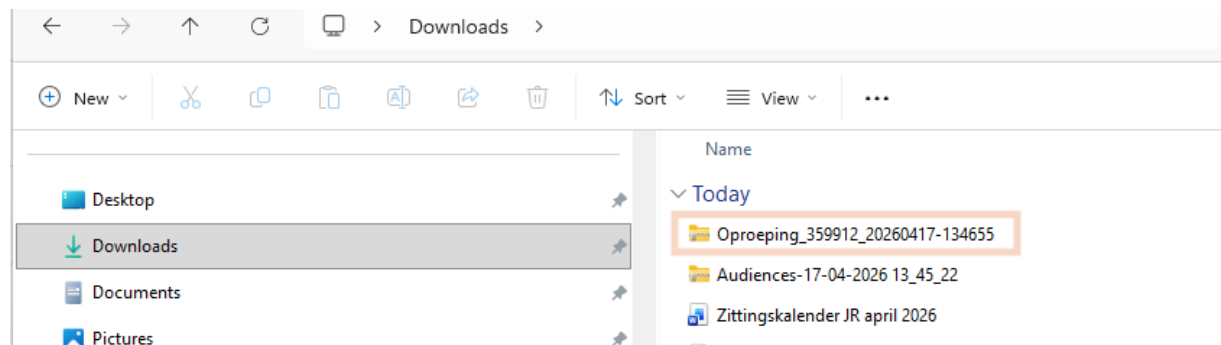 Downloads
New
Sort
View
Name
Today
Desktop
Oproeping_359912_20260417-134655
Downloads
Audiences-17-04-2026 13_45_22
Documents
Zittingskalender JR april 2026
Pictures